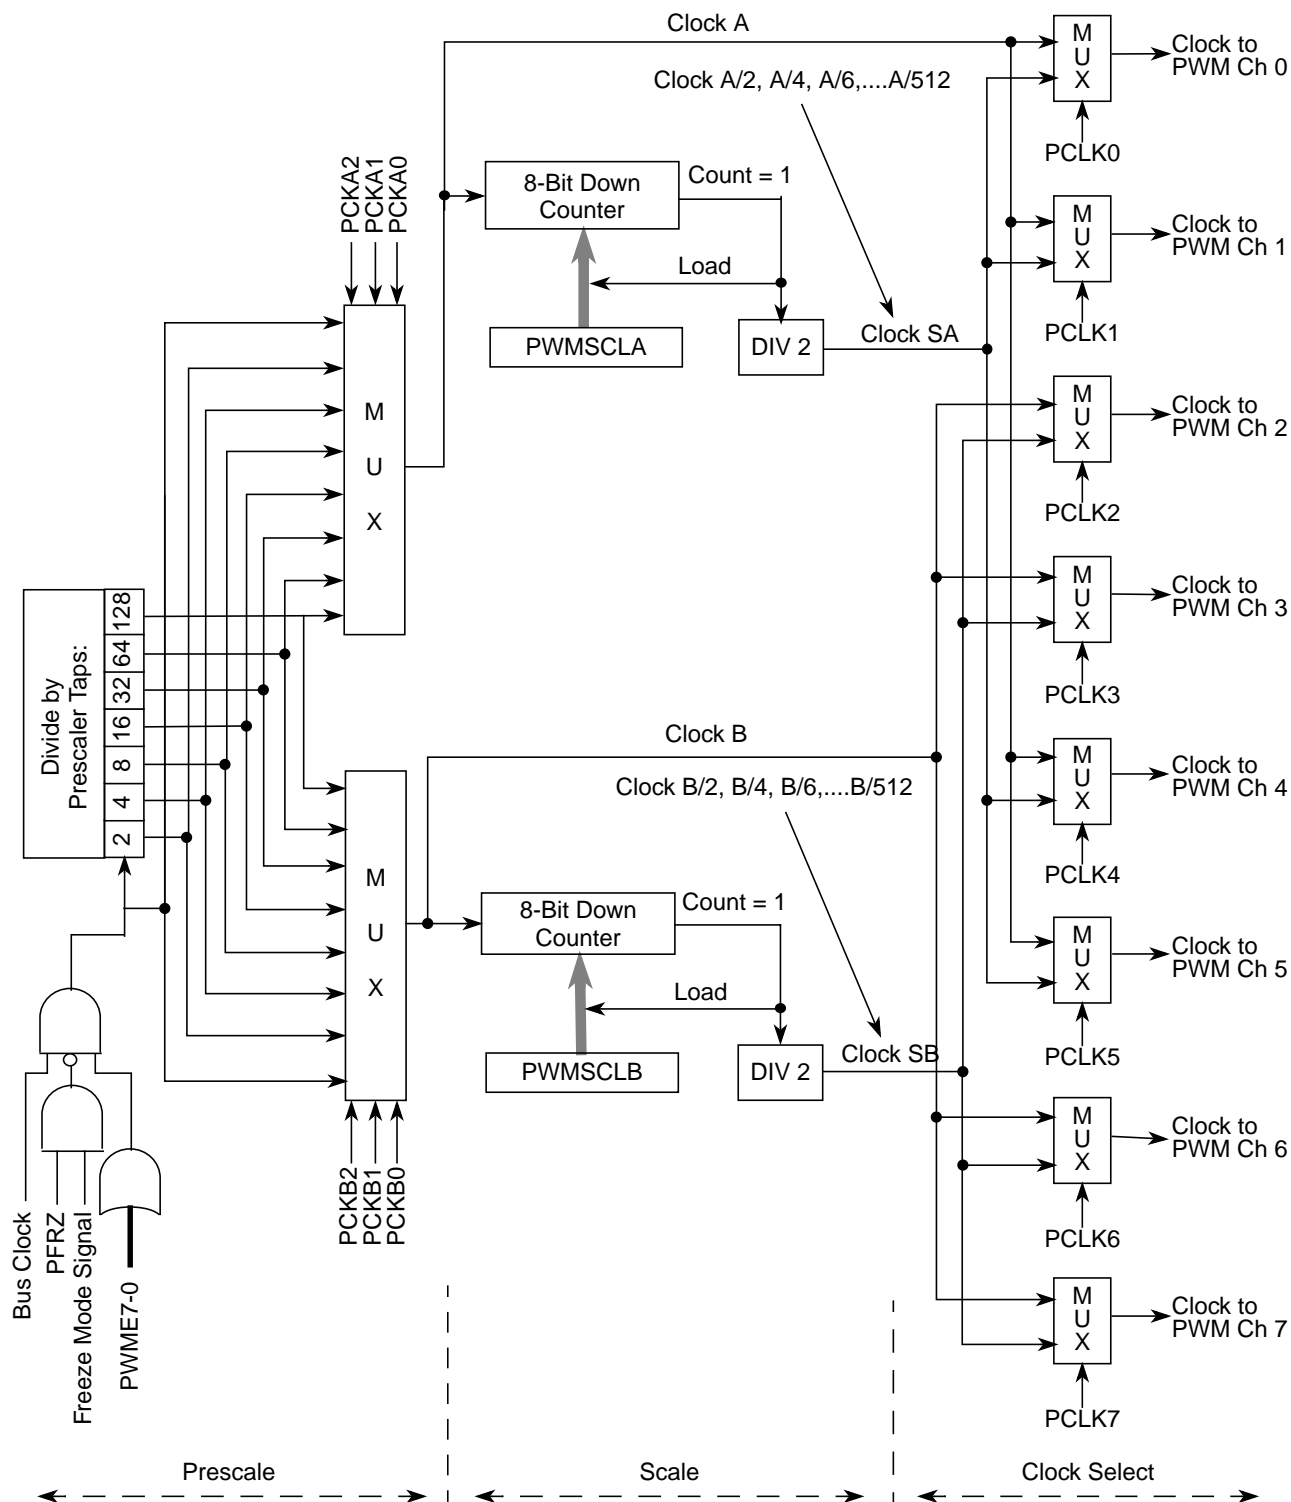 Clock A
Clock A/2, A/4, A/6,....A/512
M
U
X
Clock to
PWM Ch 0
PCLK0
PCKA2
PCKA1
PCKA0
8-Bit Down
Counter
Count = 1
Load
PWMSCLA
DIV 2
Clock SA
M
U
X
Clock to
PWM Ch 1
PCLK1
M
U
X
M
U
X
Clock to
PWM Ch 2
PCLK2
M
U
X
Clock to
PWM Ch 3
PCLK3
Divide by
Prescaler Taps:
128
64
32
16
8
4
2
Clock B
Clock B/2, B/4, B/6,....B/512
M
U
X
Clock to
PWM Ch 4
PCLK4
M
U
X
8-Bit Down
Counter
Count = 1
Load
PWMSCLB
DIV 2
Clock SB
M
U
X
Clock to
PWM Ch 5
PCLK5
PCKB2
PCKB1
PCKB0
M
U
X
Clock to
PWM Ch 6
PCLK6
Bus Clock
PFRZ
Freeze Mode Signal
PWME7-0
M
U
X
Clock to
PWM Ch 7
PCLK7
Prescale
Scale
Clock Select